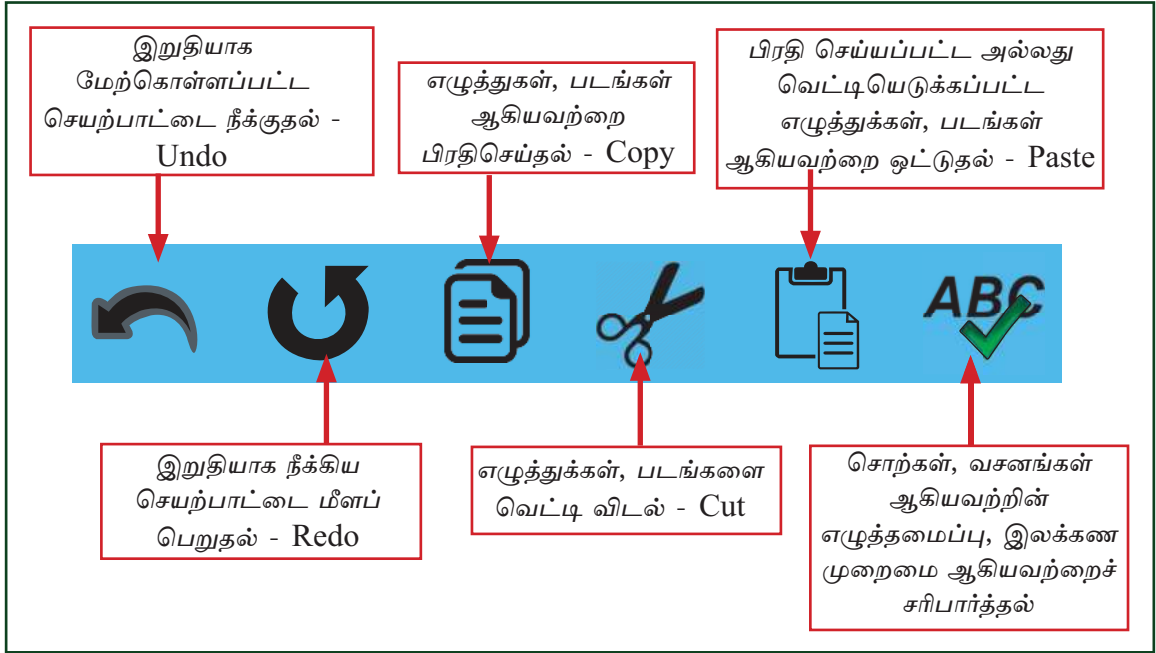 இறுதியாக
மேற்கொள்ளப்பட்ட
செயற்பாட்டை நீக்குதல் -
Undo
எழுத்துகள், படங்கள்
ஆகியவற்றை
பிரதிசெய்தல் - Copy
பிரதி செய்யப்பட்ட அல்லது
வெட்டியெடுக்கப்பட்ட
எழுத்துக்கள், படங்கள்
ஆகியவற்றை ஒட்டுதல் - Paste
ABC
இறுதியாக நீக்கிய
செயற்பாட்டை மீளப்
பெறுதல் - Redo
எழுத்துக்கள், படங்களை
வெட்டி விடல் - Cut
சொற்கள், வசனங்கள்
ஆகியவற்றின்
எழுத்தமைப்பு, இலக்கண
முறைமை ஆகியவற்றைச்
சரிபார்த்தல்